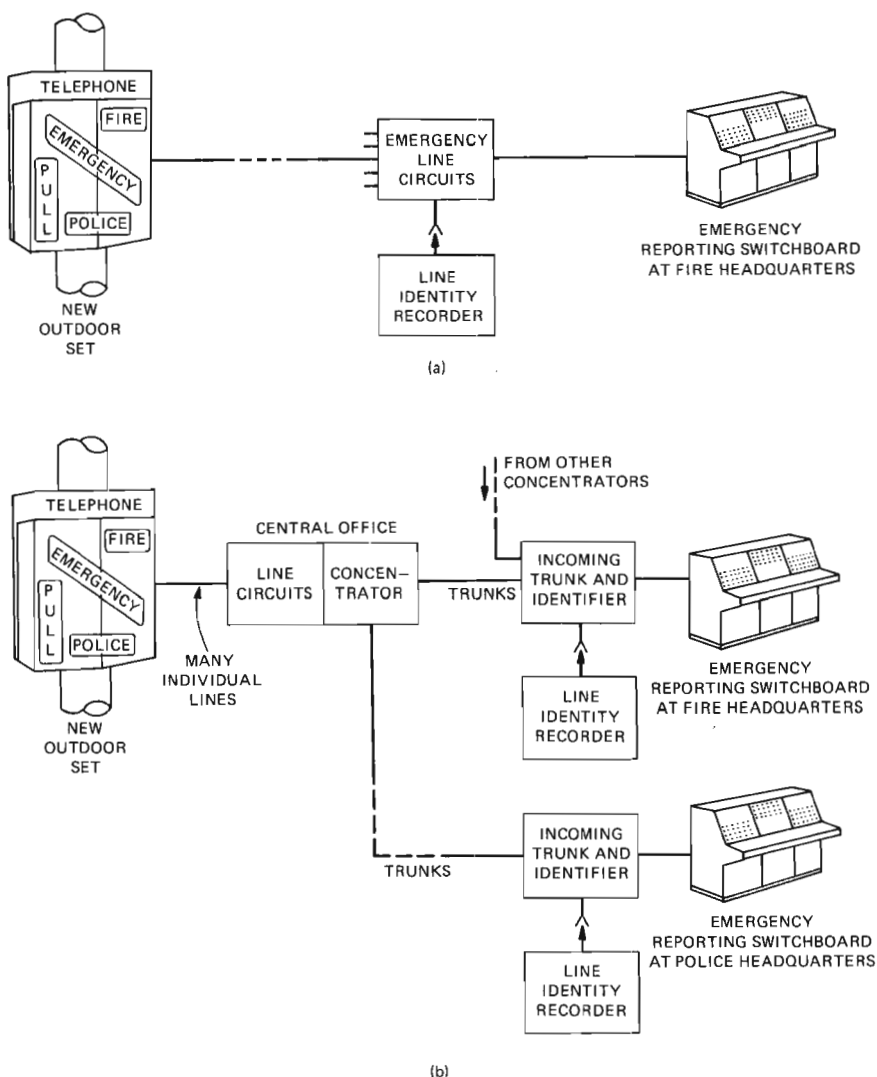 TELEPHONE
FIRE
EMERGENCY
PULL
POLICE
NEW
OUTDOOR
SET
EMERGENCY
LINE
CIRCUITS
LINE
IDENTITY
RECORDER
EMERGENCY
REPORTING SWITCHBOARD
AT FIRE HEADQUARTERS
(a)
FROM OTHER
CONCENTRATORS
TELEPHONE
FIRE
EMERGENCY
PULL
POLICE
NEW
OUTDOOR
SET
MANY
INDIVIDUAL
LINES
CENTRAL OFFICE
LINE
CIRCUITS
CONCEN-
TRATOR
TRUNKS
INCOMING
TRUNK AND
IDENTIFIER
LINE
IDENTITY
RECORDER
EMERGENCY
REPORTING SWITCHBOARD
AT FIRE HEADQUARTERS
TRUNKS
INCOMING
TRUNK AND
IDENTIFIER
LINE
IDENTITY
RECORDER
EMERGENCY
REPORTING SWITCHBOARD
AT POLICE HEADQUARTERS
(b)